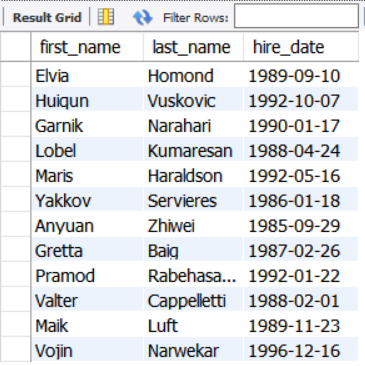 Result Grid Filter Rows:
first_name last_name hire_date
Elvia Homond 1989-09-10
Huiqun Vuskovic 1992-10-07
Garnik Narahari 1990-01-17
Lobel Kumaresan 1988-04-24
Maris Haraldson 1992-05-16
Yakkov Servieres 1986-01-18
Anyuan Zhiwei 1985-09-29
Gretta Baig 1987-02-26
Pramod Rabehasa... 1992-01-22
Valter Cappelletti 1988-02-01
Maik Luft 1989-11-23
Vojin Narwekar 1996-12-16